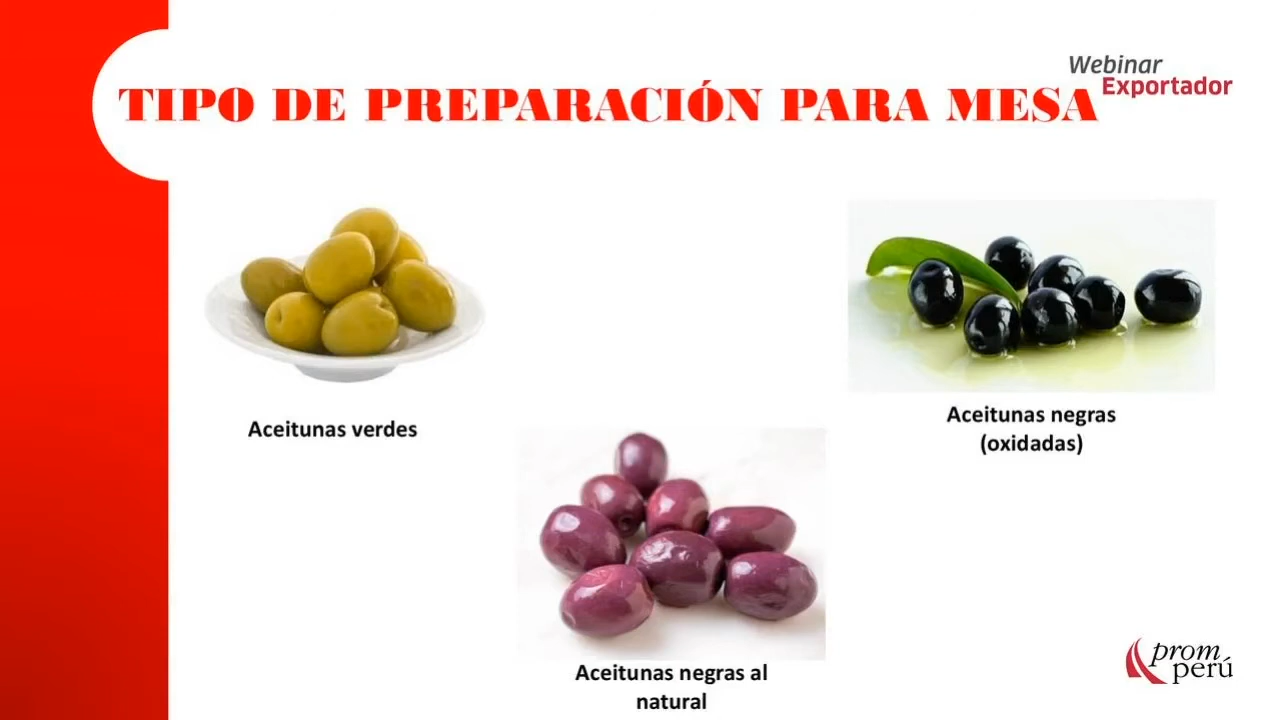 Webinar
Exportador
TIPO DE PREPARACIÓN PARA MESA
Aceitunas verdes
Aceitunas negras
(oxidadas)
Aceitunas negras al
natural
prom
perú